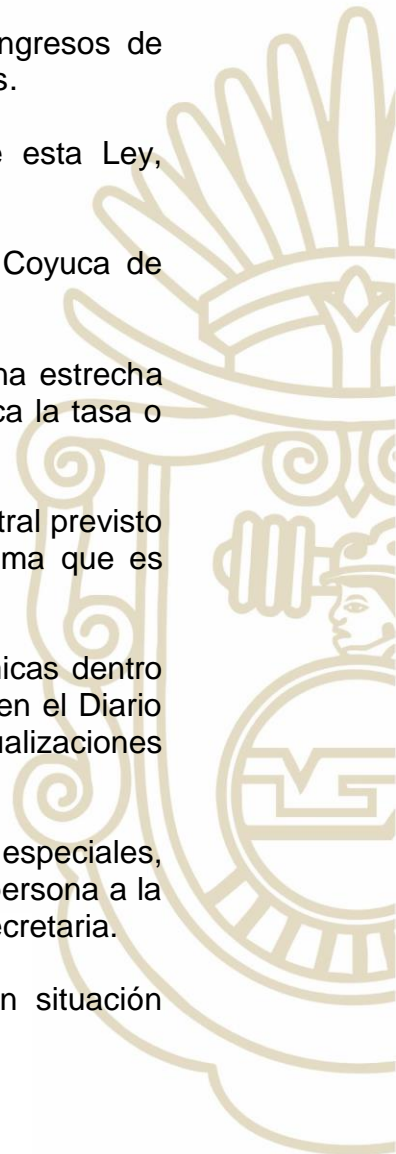 ngresos de
s.
e esta Ley,
Coyuca de
na estrecha
ca la tasa o
tral previsto
ma que es
nicas dentro
en el Diario
ualizaciones
especiales,
persona a la
ecretaria.
n situación